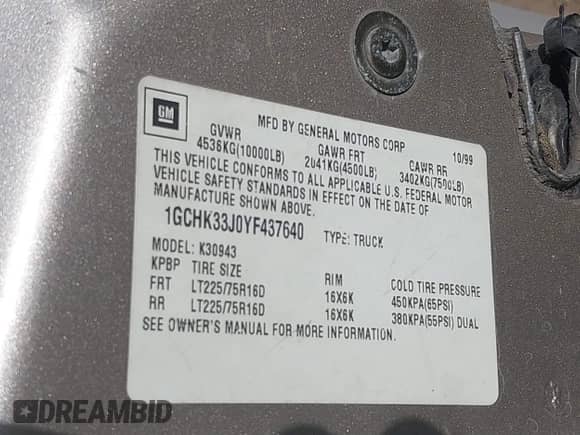 GM
MFD BY GENERAL MOTORS CORP 10/99
GVWR GAWR FRT GAWR RR
4536KG(10000LB) 2041KG(4500LB) 3402KG(7500LB)
THIS VEHICLE CONFORMS TO ALL APPLICABLE U.S. FEDERAL MOTOR
VEHICLE SAFETY STANDARDS IN EFFECT ON THE DATE OF
MANUFACTURE SHOWN ABOVE.
1GCHK33J0YF437640 TYPE: TRUCK
MODEL: K30943
KPBP TIRE SIZE RIM COLD TIRE PRESSURE
FRT LT225/75R16D 16X6K 450KPA(65PSI)
RR LT225/75R16D 16X6K 380KPA(55PSI) DUAL
SEE OWNER'S MANUAL FOR MORE INFORMATION.
DREAMBID